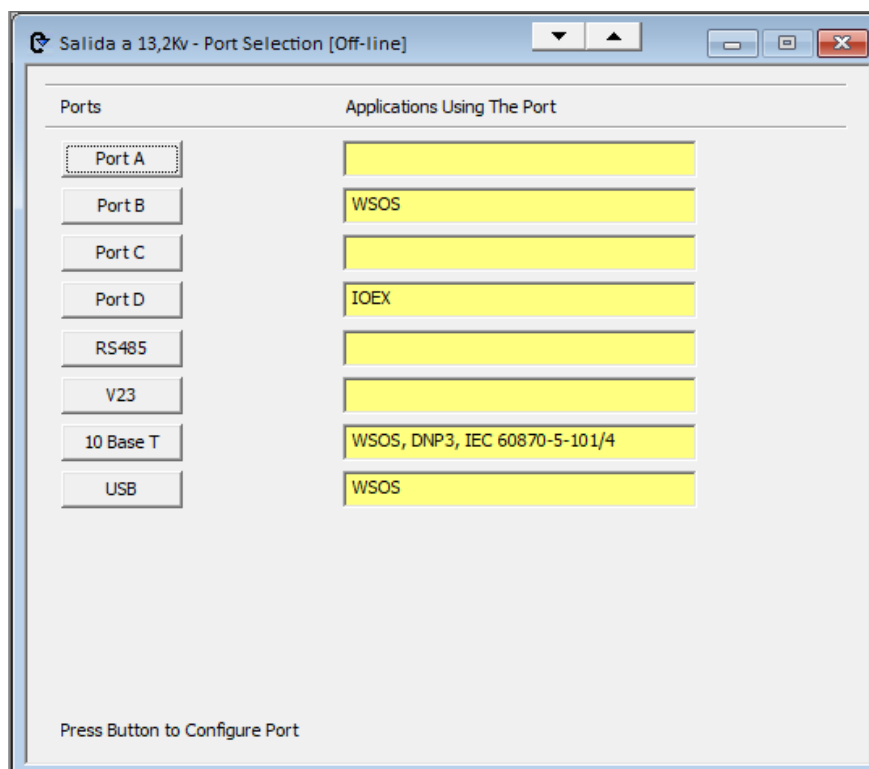 Salida a 13,2Kv - Port Selection [Off-line]
Ports Applications Using The Port
Port A
Port B WSOS
Port C
Port D IOEX
RS485
V23
10 Base T WSOS, DNP3, IEC 60870-5-101/4
USB WSOS
Press Button to Configure Port